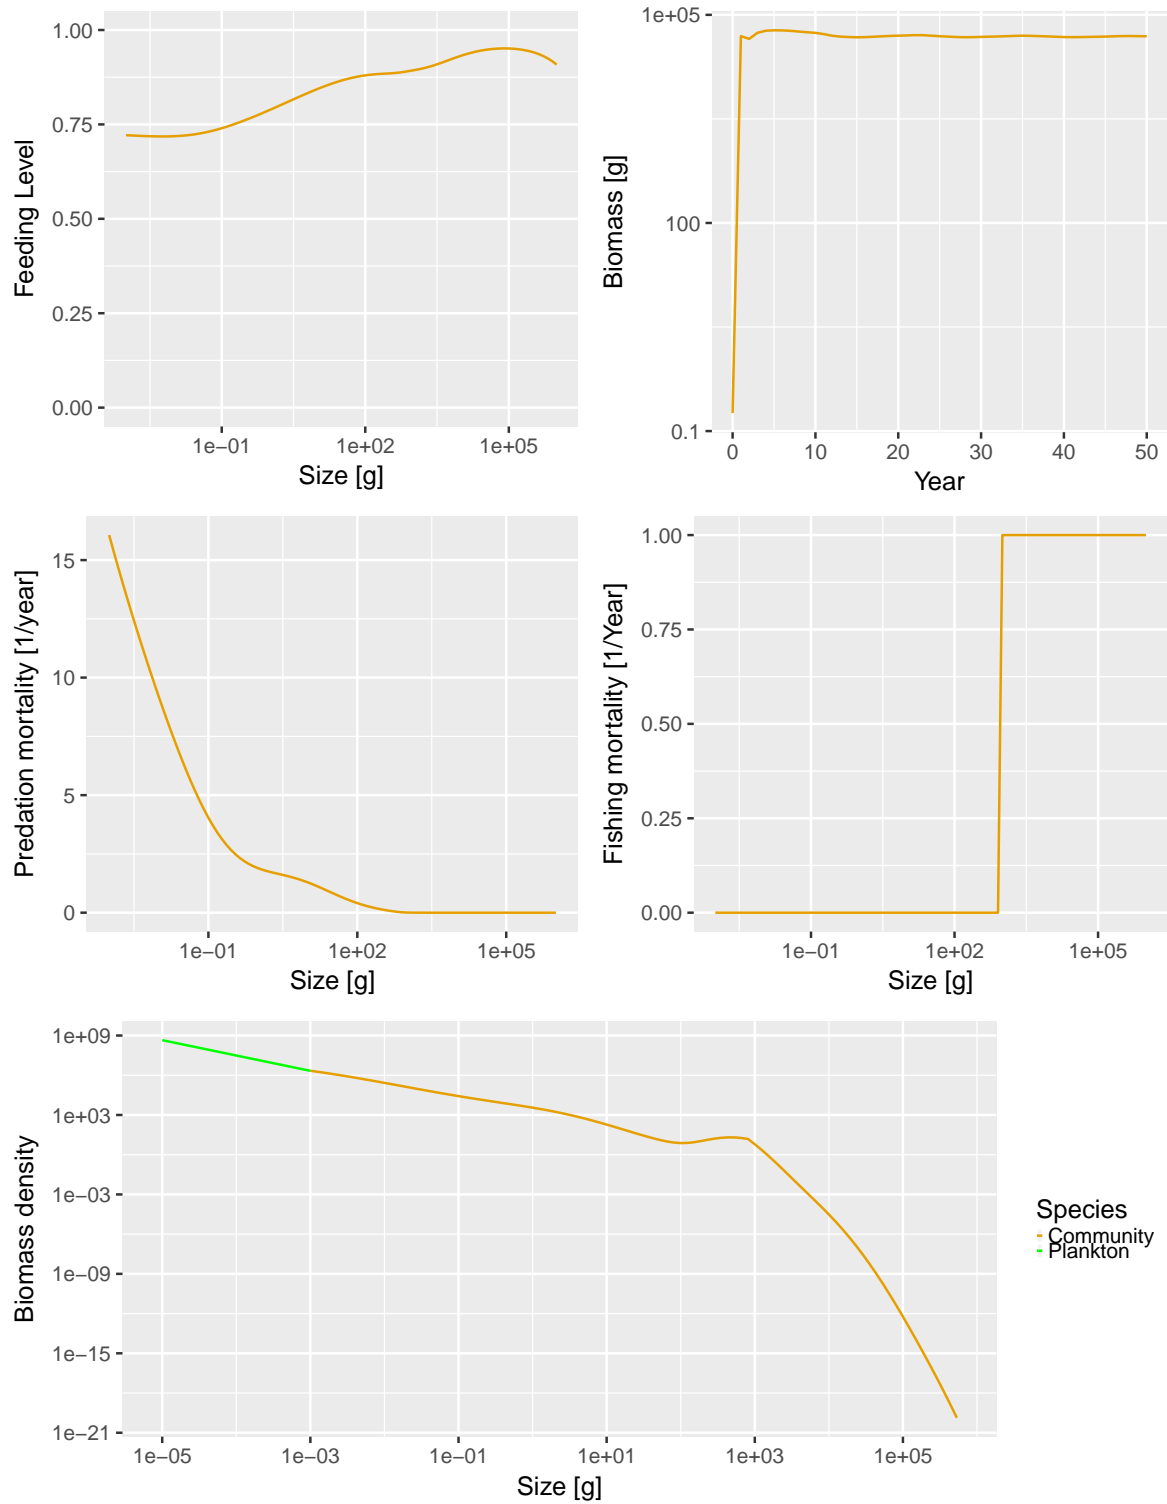 Feeding Level
1.00
0.75
0.50
0.25
0.00
1e−01 1e+02 1e+05
Size [g]
Biomass [g]
1e+05
100
0.1
0 10 20 30 40 50
Year
Predation mortality [1/year]
15
10
5
0
1e−01 1e+02 1e+05
Size [g]
Fishing mortality [1/Year]
1.00
0.75
0.50
0.25
0.00
1e−01 1e+02 1e+05
Size [g]
Biomass density
1e+09
1e+03
1e−03
1e−09
1e−15
1e−21
1e−05 1e−03 1e−01 1e+01 1e+03 1e+05
Size [g]
Species
Community
Plankton